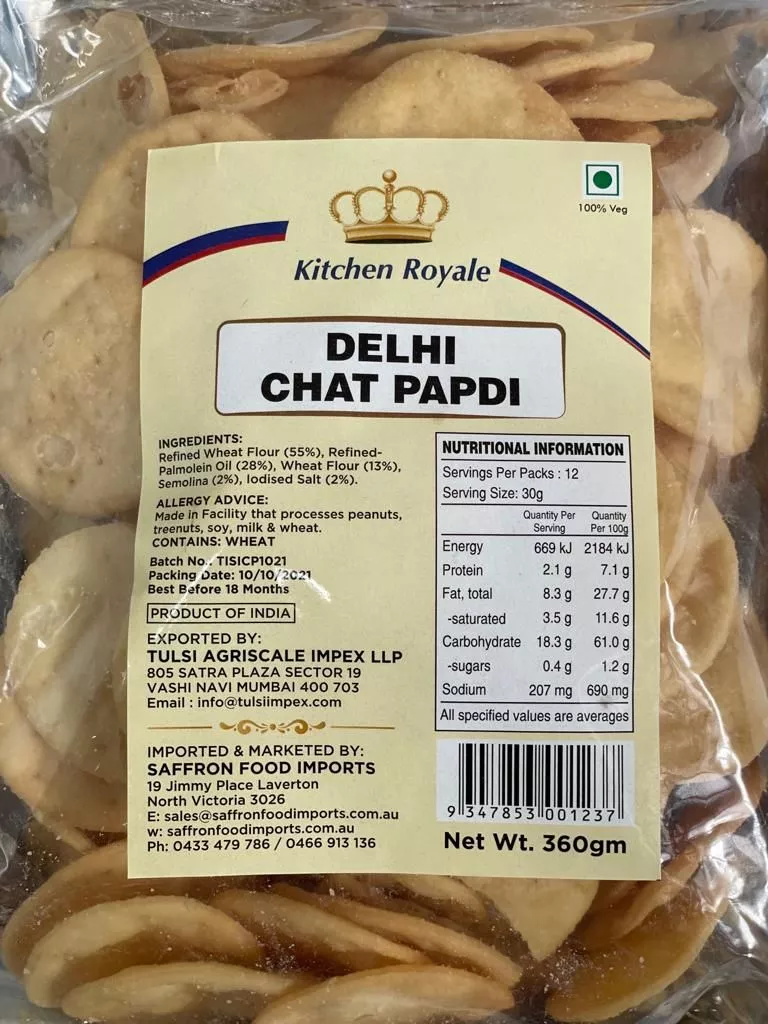 100% Veg
Kitchen Royale
DELHI
CHAT PAPDI
INGREDIENTS:
Refined Wheat Flour (55%), Refined-
Palmolein Oil (28%), Wheat Flour (13%),
Semolina (2%), Iodised Salt (2%).
ALLERGY ADVICE:
Made in Facility that processes peanuts,
treenuts, soy, milk & wheat.
CONTAINS: WHEAT
Batch No.: TISICP1021
Packing Date: 10/10/2021
Best Before 18 Months
PRODUCT OF INDIA
EXPORTED BY:
TULSI AGRISCALE IMPEX LLP
805 SATRA PLAZA SECTOR 19
VASHI NAVI MUMBAI 400 703
Email : info@tulsiimpex.com
IMPORTED & MARKETED BY:
SAFFRON FOOD IMPORTS
19 Jimmy Place Laverton
North Victoria 3026
E: sales@saffronfoodimports.com.au
w: saffronfoodimports.com.au
Ph: 0433 479 786 / 0466 913 136
NUTRITIONAL INFORMATION
Servings Per Packs : 12
Serving Size: 30g
Quantity Per Serving Quantity Per 100g
Energy 669 kJ 2184 kJ
Protein 2.1 g 7.1 g
Fat, total 8.3 g 27.7 g
-saturated 3.5 g 11.6 g
Carbohydrate 18.3 g 61.0 g
-sugars 0.4 g 1.2 g
Sodium 207 mg 690 mg
All specified values are averages
9 347853 001237
Net Wt. 360gm